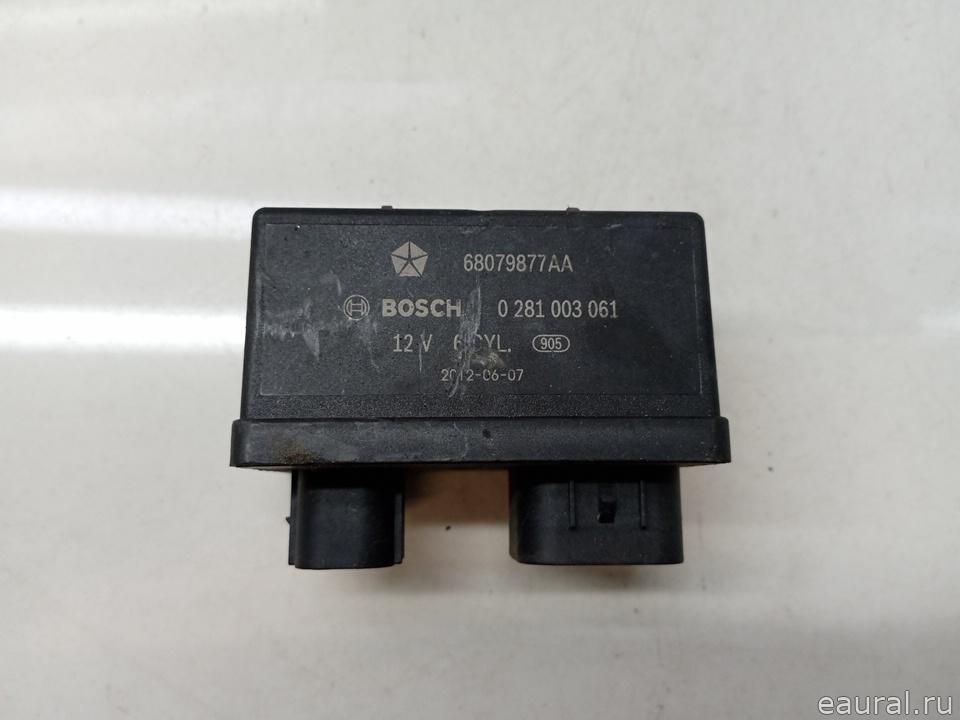 68079877AA
BOSCH 0 281 003 061
12 V 6 CYL. 905
2012-06-07
eaural.ru